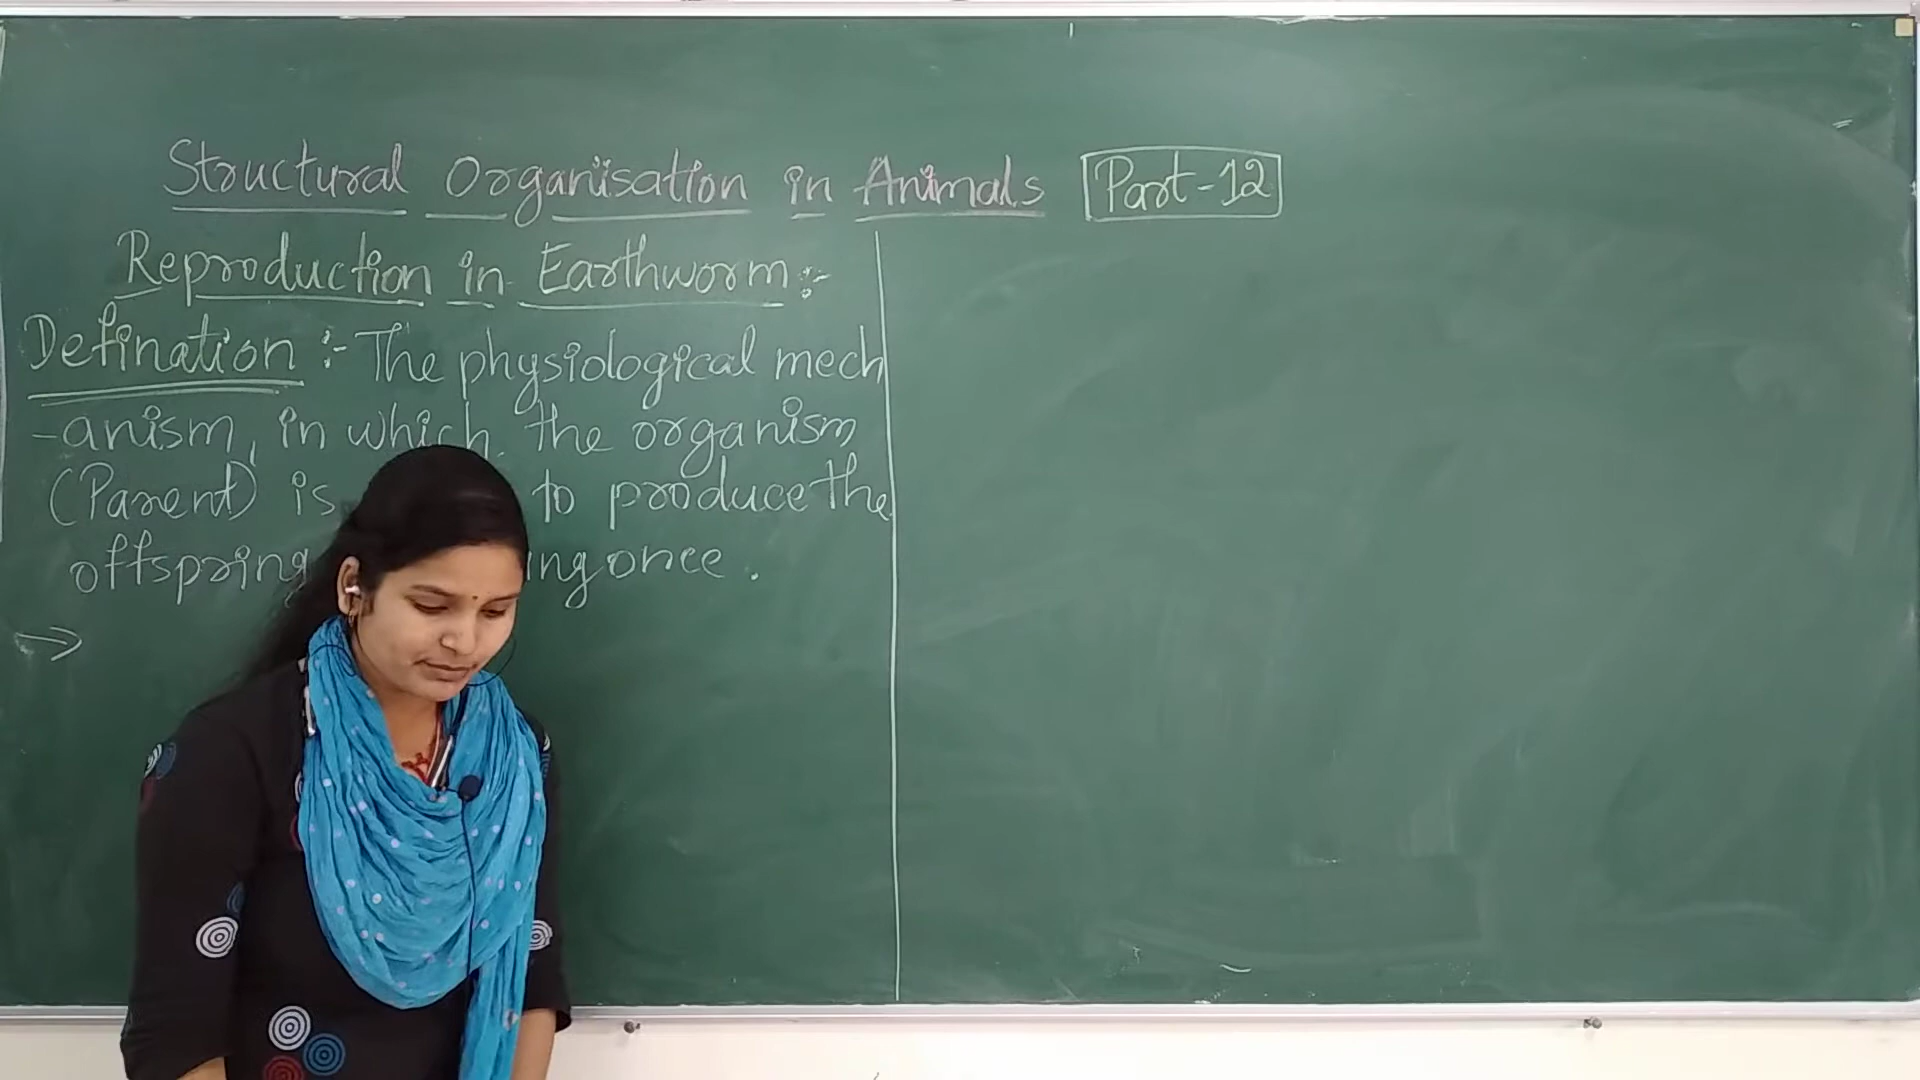 Structural Organisation in Animals Part-12
Reproduction in Earthworm :-
Defination :- The physiological mech
-anism, in which, the organism
(Parent) is to produce the
offspring once .
→